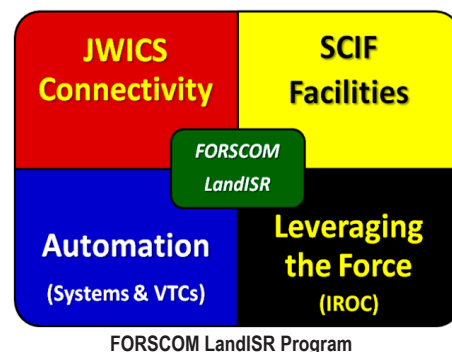 JWICS
Connectivity
SCIF
Facilities
FORSCOM
LandISR
Automation
(Systems & VTCs)
Leveraging
the Force
(IROC)
FORSCOM LandISR Program